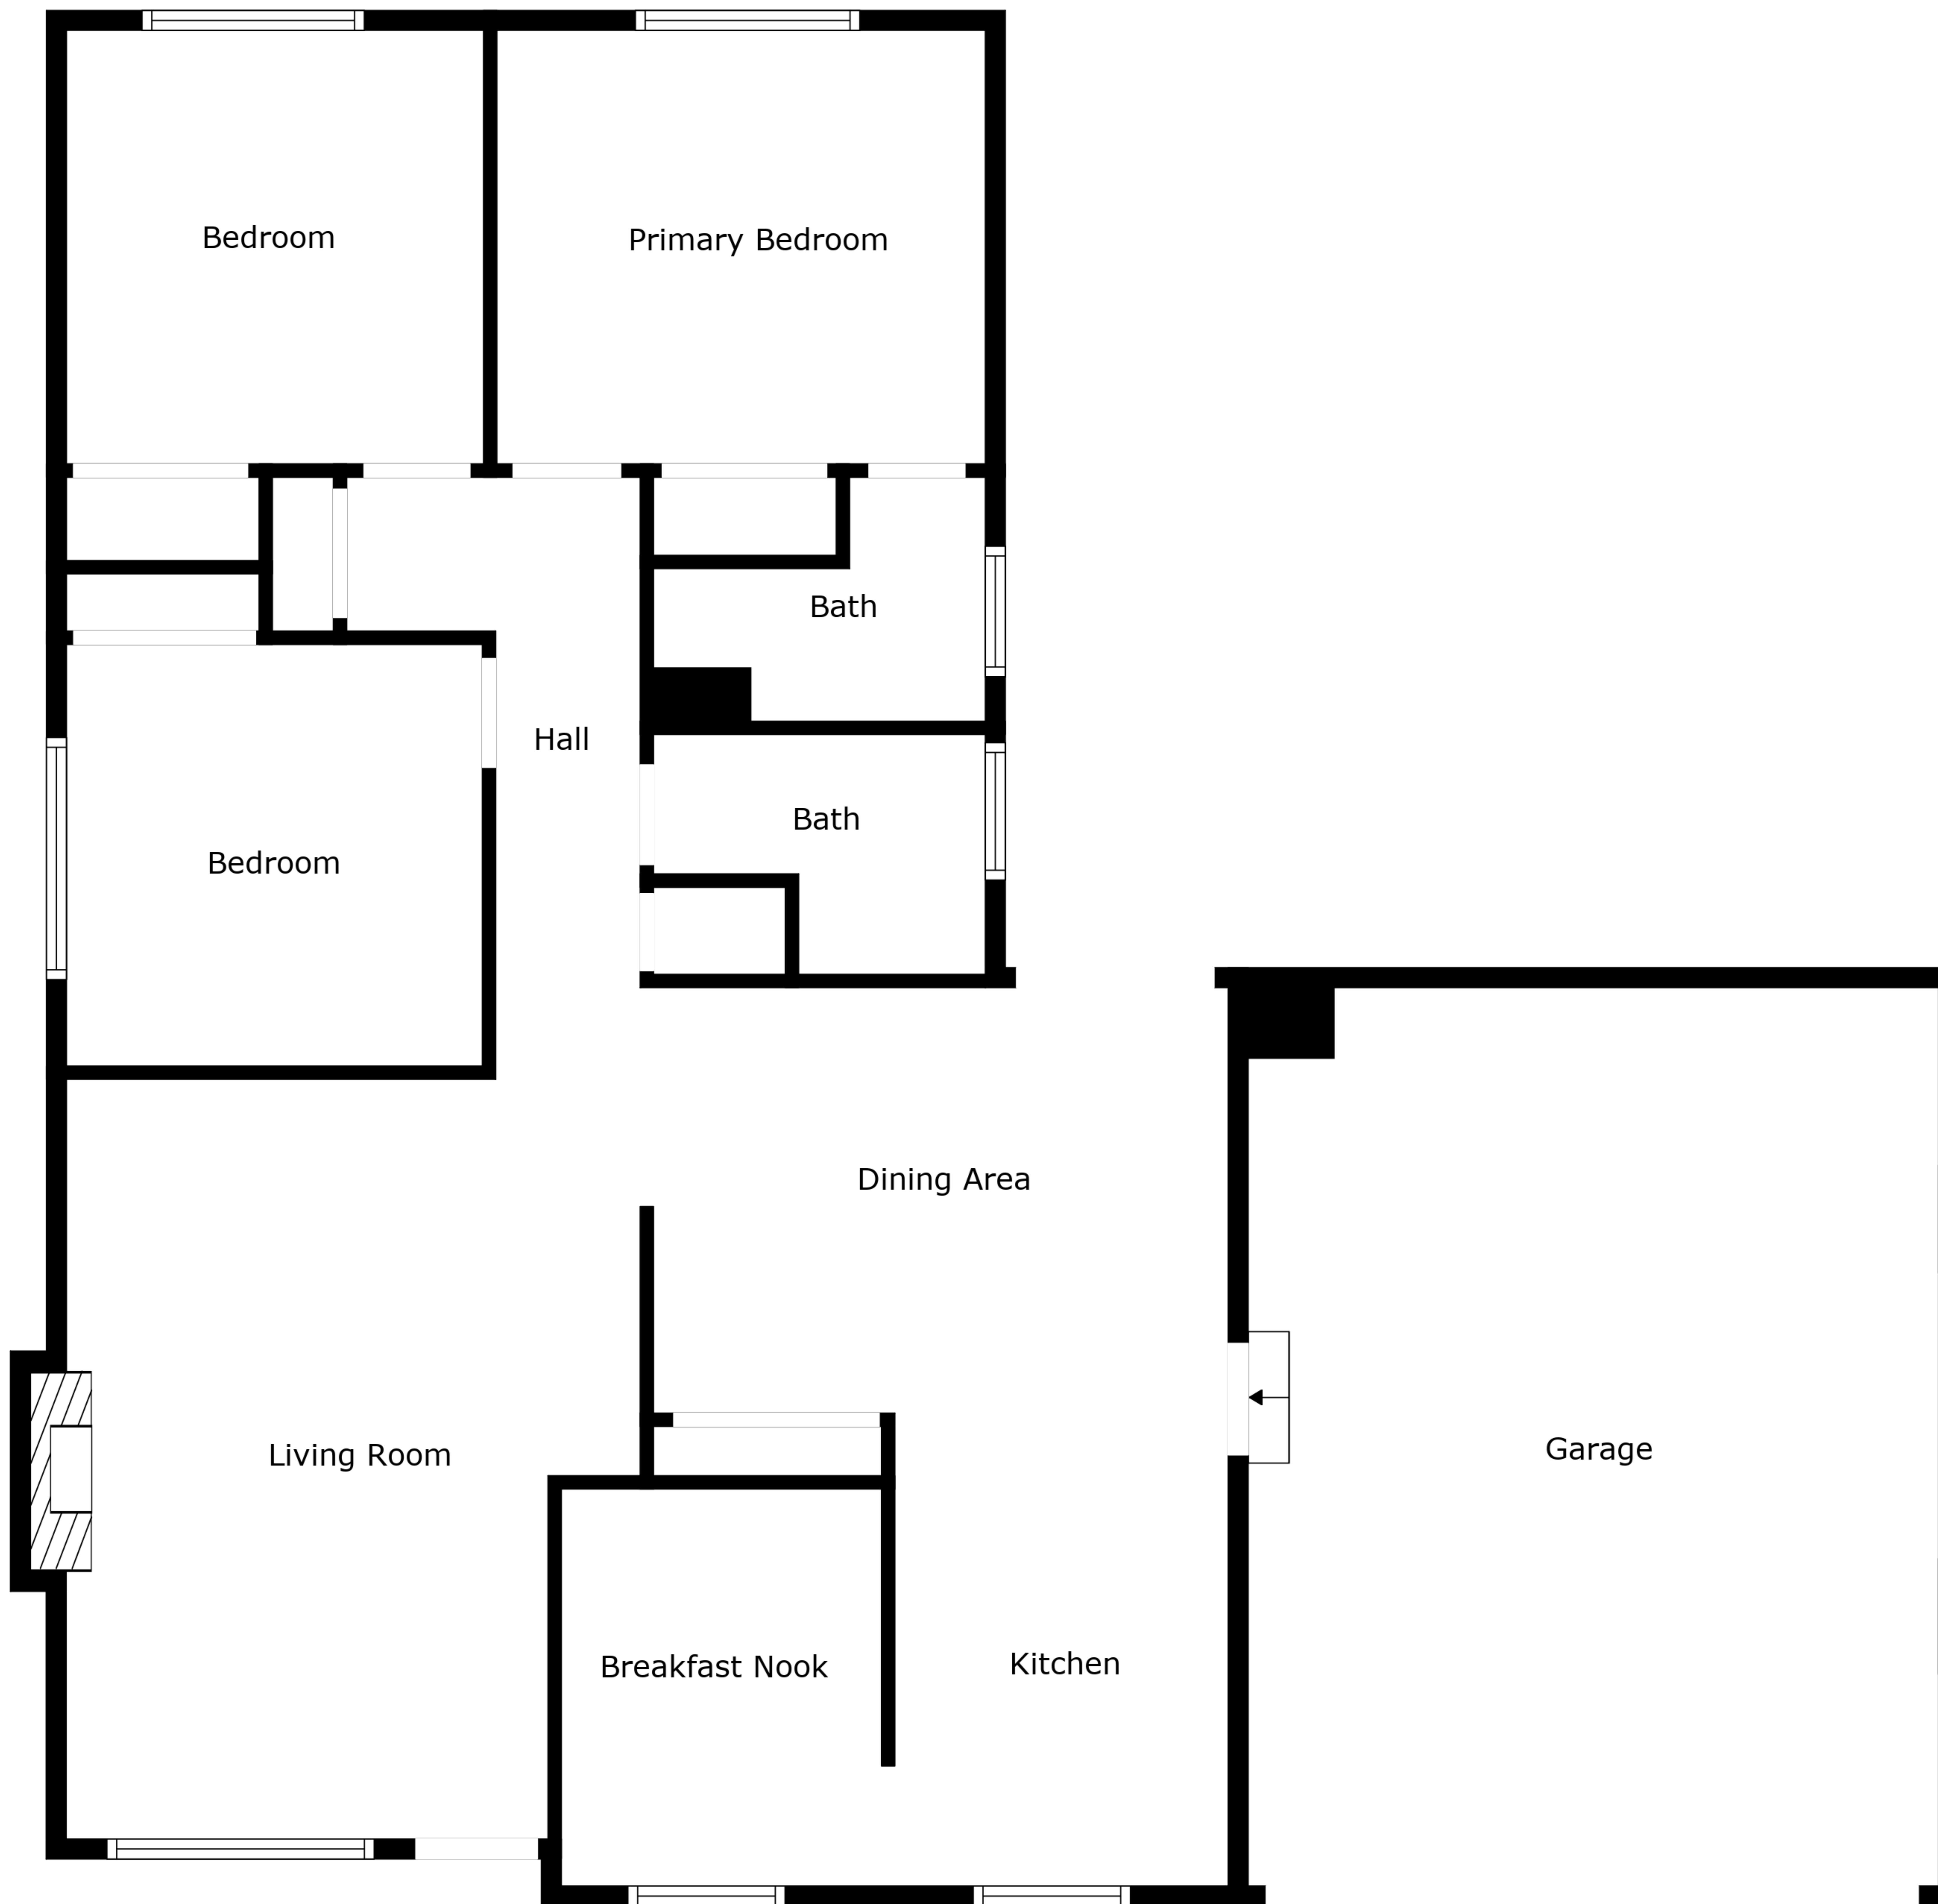 Bedroom
Primary Bedroom
Bath
Hall
Bath
Bedroom
Dining Area
Living Room
Garage
Breakfast Nook
Kitchen